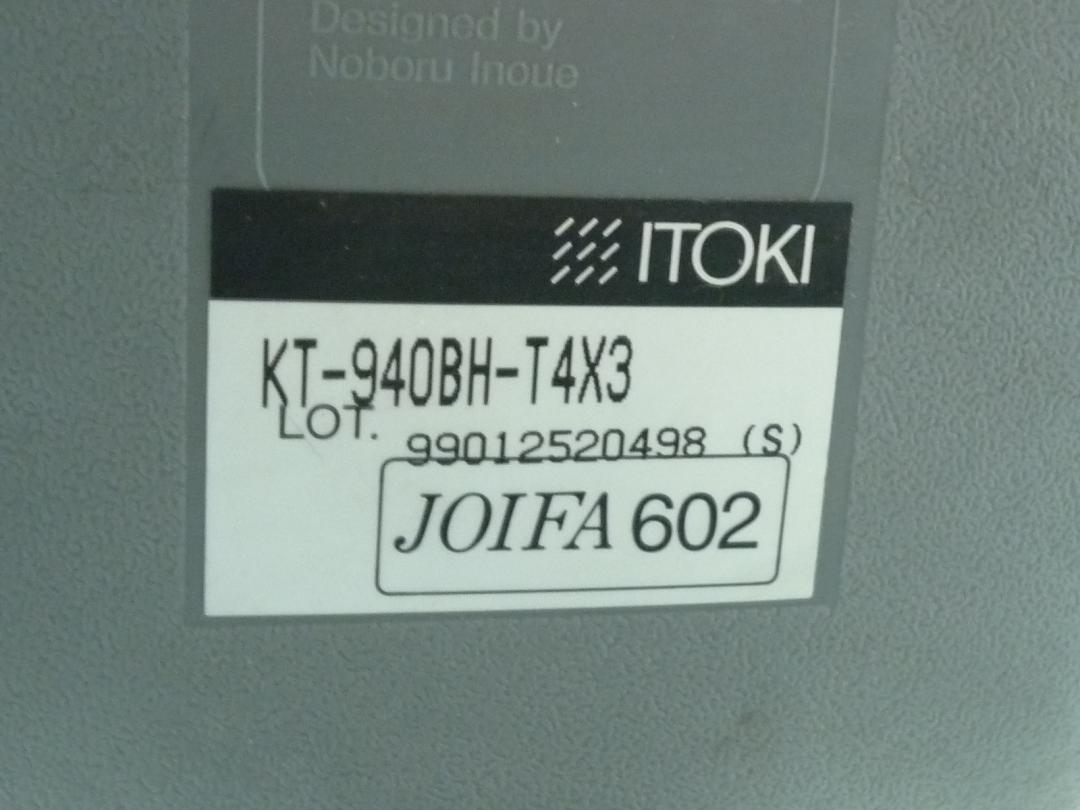 Designed by
Noboru Inoue
ITOKI
KT-940BH-T4X3
LOT. 99012520498 (S)
JOIFA 602